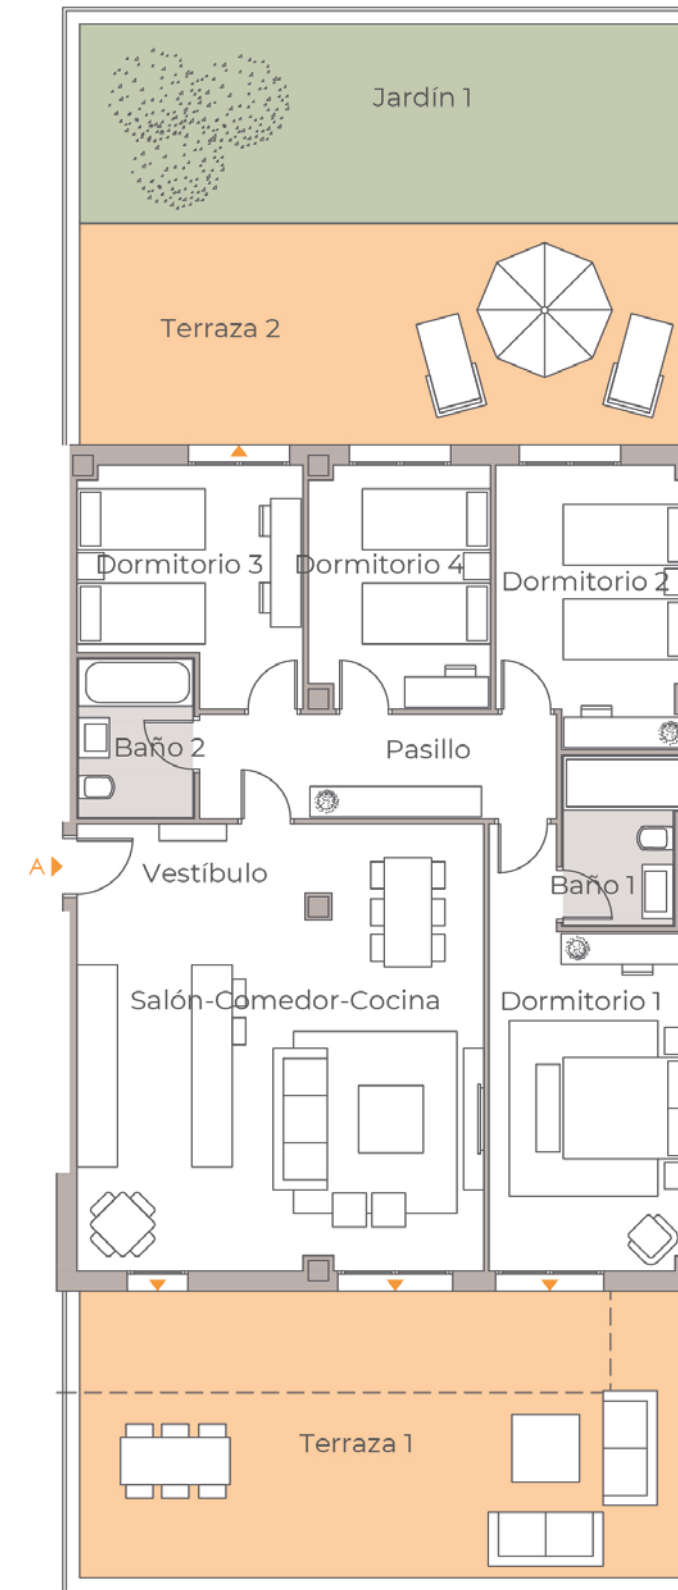 Jardín 1
Terraza 2
Dormitorio 3
Dormitorio 4
Dormitorio 2
Baño 2
Pasillo
A
Vestíbulo
Baño 1
Salón-Comedor-Cocina
Dormitorio 1
Terraza 1